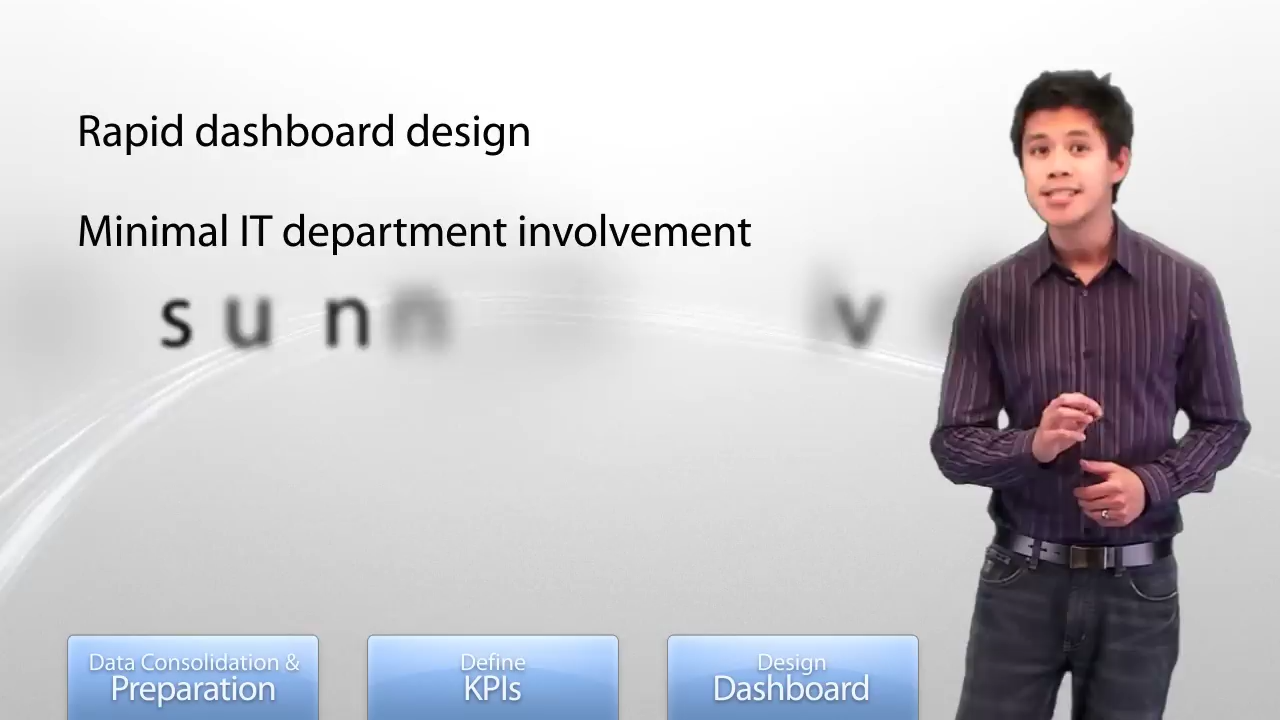 Rapid dashboard design
Minimal IT department involvement
Data Consolidation &
Preparation
Define
KPIs
Design
Dashboard